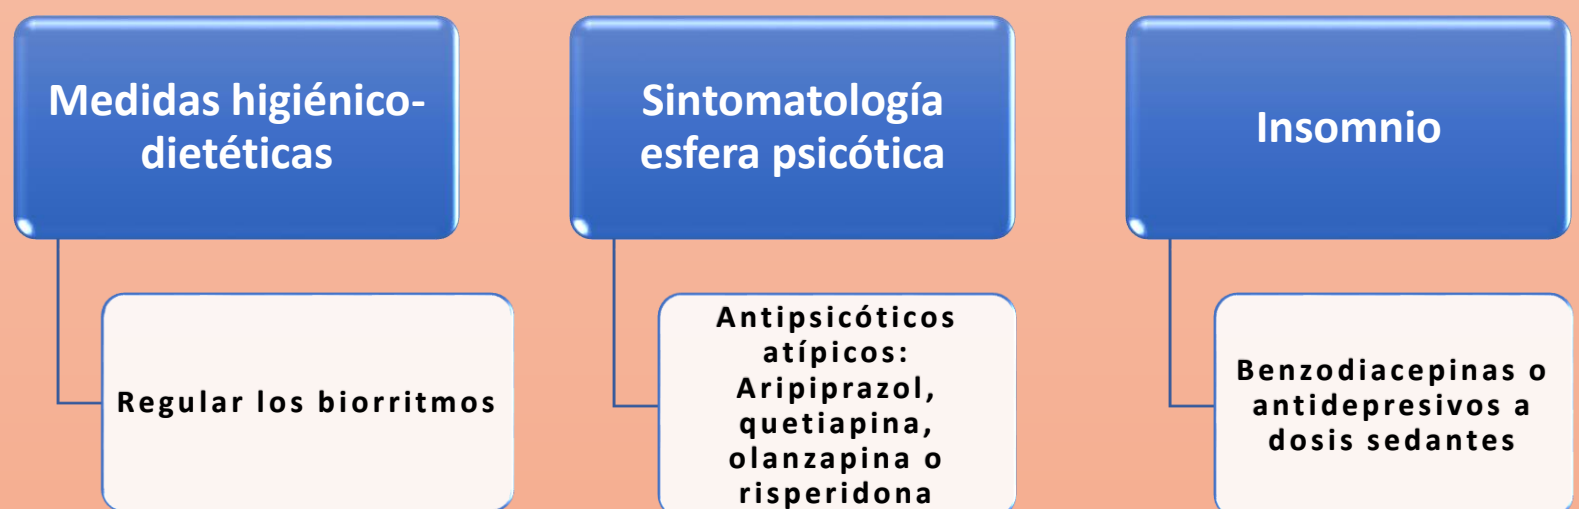 Medidas higiénico-
dietéticas
Regular los biorritmos
Sintomatología
esfera psicótica
Antipsicóticos
atípicos:
Aripiprazol,
quetiapina,
olanzapina o
risperidona
Insomnio
Benzodiacepinas o
antidepresivos a
dosis sedantes